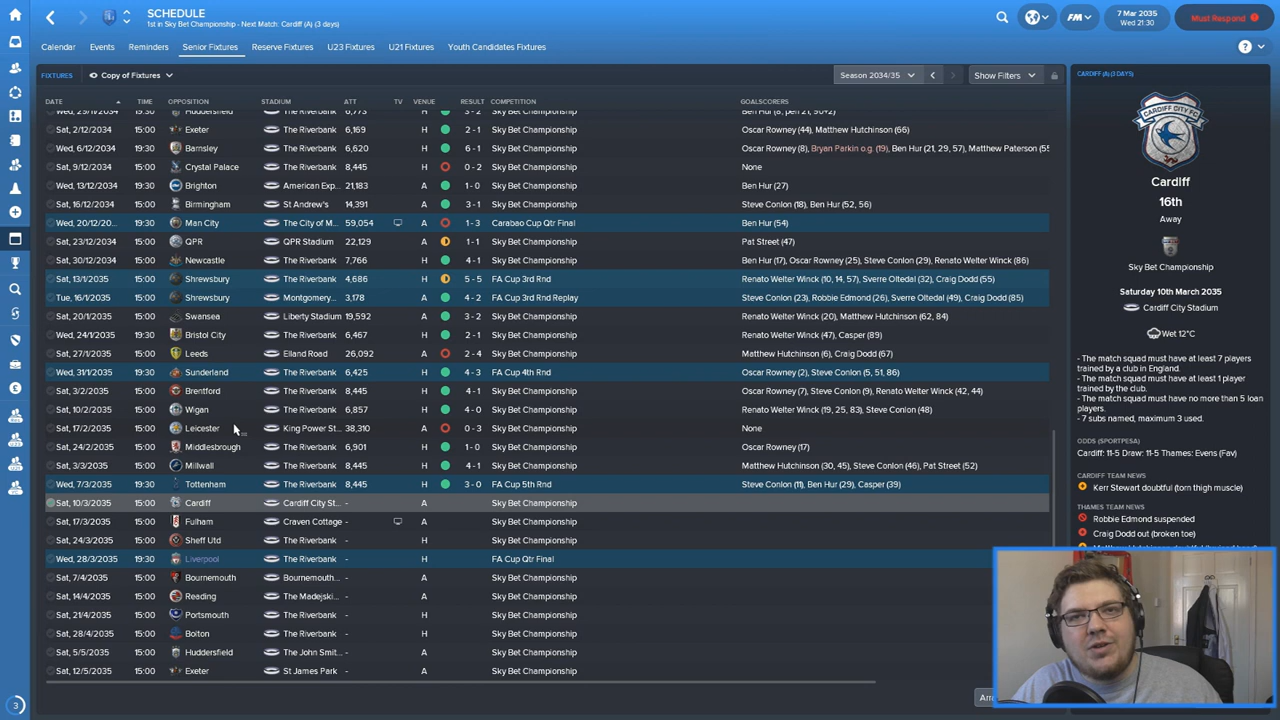 SCHEDULE
1st in Sky Bet Championship - Next Match: Cardiff (A) (3 days)
FM
7 Mar 2035
Wed 21:30
Must Respond
Calendar Events Reminders Senior Fixtures Reserve Fixtures U23 Fixtures U21 Fixtures Youth Candidates Fixtures
FIXTURES Copy of Fixtures Season 2034/35 Show Filters
DATE TIME OPPOSITION STADIUM ATT TV VENUE RESULT COMPETITION GOALSCORERS
Sat, 2/12/2034 15:00 Exeter The Riverbank 6,169 H 2 - 1 Sky Bet Championship Oscar Rowney (44), Matthew Hutchinson (66)
Wed, 6/12/2034 19:30 Barnsley The Riverbank 6,620 H 6 - 1 Sky Bet Championship Oscar Rowney (8), Bryan Parkin o.g. (19), Ben Hur (21, 29, 57), Matthew Paterson (55
Sat, 9/12/2034 15:00 Crystal Palace The Riverbank 8,445 H 0 - 2 Sky Bet Championship None
Wed, 13/12/2034 19:30 Brighton American Exp... 21,183 A 1 - 0 Sky Bet Championship Ben Hur (27)
Sat, 16/12/2034 15:00 Birmingham St Andrew's 14,391 A 3 - 1 Sky Bet Championship Steve Conlon (18), Ben Hur (52, 56)
Wed, 20/12/20... 19:30 Man City The City of M... 59,054 A 1 - 3 Carabao Cup Qtr Final Ben Hur (54)
Sat, 23/12/2034 15:00 QPR QPR Stadium 22,129 A 1 - 1 Sky Bet Championship Pat Street (47)
Sat, 30/12/2034 15:00 Newcastle The Riverbank 7,766 H 4 - 1 Sky Bet Championship Ben Hur (17), Oscar Rowney (25), Steve Conlon (29), Renato Welter Winck (86)
Sat, 13/1/2035 15:00 Shrewsbury The Riverbank 4,686 H 5 - 5 FA Cup 3rd Rnd Renato Welter Winck (10, 14, 57), Sverre Oltedal (32), Craig Dodd (55)
Tue, 16/1/2035 19:30 Shrewsbury Montgomery... 3,178 A 4 - 2 FA Cup 3rd Rnd Replay Steve Conlon (23), Robbie Edmond (26), Sverre Oltedal (49), Craig Dodd (85)
Sat, 20/1/2035 15:00 Swansea Liberty Stadium 19,592 A 3 - 2 Sky Bet Championship Renato Welter Winck (20), Matthew Hutchinson (62, 84)
Wed, 24/1/2035 19:30 Bristol City The Riverbank 6,467 H 2 - 1 Sky Bet Championship Renato Welter Winck (47), Casper (89)
Sat, 27/1/2035 15:00 Leeds Elland Road 26,092 A 2 - 4 Sky Bet Championship Matthew Hutchinson (6), Craig Dodd (67)
Wed, 31/1/2035 19:30 Sunderland The Riverbank 6,425 H 4 - 3 FA Cup 4th Rnd Oscar Rowney (2), Steve Conlon (5, 51, 86)
Sat, 3/2/2035 15:00 Brentford The Riverbank 8,445 H 4 - 1 Sky Bet Championship Oscar Rowney (7), Steve Conlon (9), Renato Welter Winck (42, 44)
Sat, 10/2/2035 15:00 Wigan The Riverbank 6,857 H 4 - 0 Sky Bet Championship Renato Welter Winck (19, 25, 83), Steve Conlon (48)
Sat, 17/2/2035 15:00 Leicester King Power St... 38,310 A 0 - 3 Sky Bet Championship None
Sat, 24/2/2035 15:00 Middlesbrough The Riverbank 6,901 H 1 - 0 Sky Bet Championship Oscar Rowney (17)
Sat, 3/3/2035 15:00 Millwall The Riverbank 8,445 H 4 - 1 Sky Bet Championship Matthew Hutchinson (30, 45), Steve Conlon (46), Pat Street (52)
Wed, 7/3/2035 19:30 Tottenham The Riverbank 8,445 H 3 - 0 FA Cup 5th Rnd Steve Conlon (11), Ben Hur (29), Casper (39)
Sat, 10/3/2035 15:00 Cardiff Cardiff City St... - A Sky Bet Championship
Sat, 17/3/2035 15:00 Fulham Craven Cottage - A Sky Bet Championship
Sat, 24/3/2035 15:00 Sheff Utd The Riverbank - H Sky Bet Championship
Wed, 28/3/2035 19:30 Liverpool The Riverbank - H FA Cup Qtr Final
Sat, 7/4/2035 15:00 Bournemouth Bournemouth... - A Sky Bet Championship
Sat, 14/4/2035 15:00 Reading The Madejski... - A Sky Bet Championship
Sat, 21/4/2035 15:00 Portsmouth The Riverbank - H Sky Bet Championship
Sat, 28/4/2035 15:00 Bolton The Riverbank - H Sky Bet Championship
Sat, 5/5/2035 15:00 Huddersfield The John Smit... - A Sky Bet Championship
Sat, 12/5/2035 15:00 Exeter St James Park - A Sky Bet Championship
3
CARDIFF (A) (3 DAYS)
Cardiff
16th
Away
Sky Bet Championship
Saturday 10th March 2035
Cardiff City Stadium
Wet 12°C
- The match squad must have at least 7 players
trained by a club in England.
- The match squad must have at least 1 player
trained by the club.
- The match squad must have no more than 5 loan
players.
- 7 subs named, maximum 3 used.
ODDS (SPORTPESA)
Cardiff: 11-5 Draw: 11-5 Thames: Evens (Fav)
CARDIFF TEAM NEWS
Kerr Stewart doubtful (torn thigh muscle)
THAMES TEAM NEWS
Robbie Edmond suspended
Craig Dodd out (broken toe)